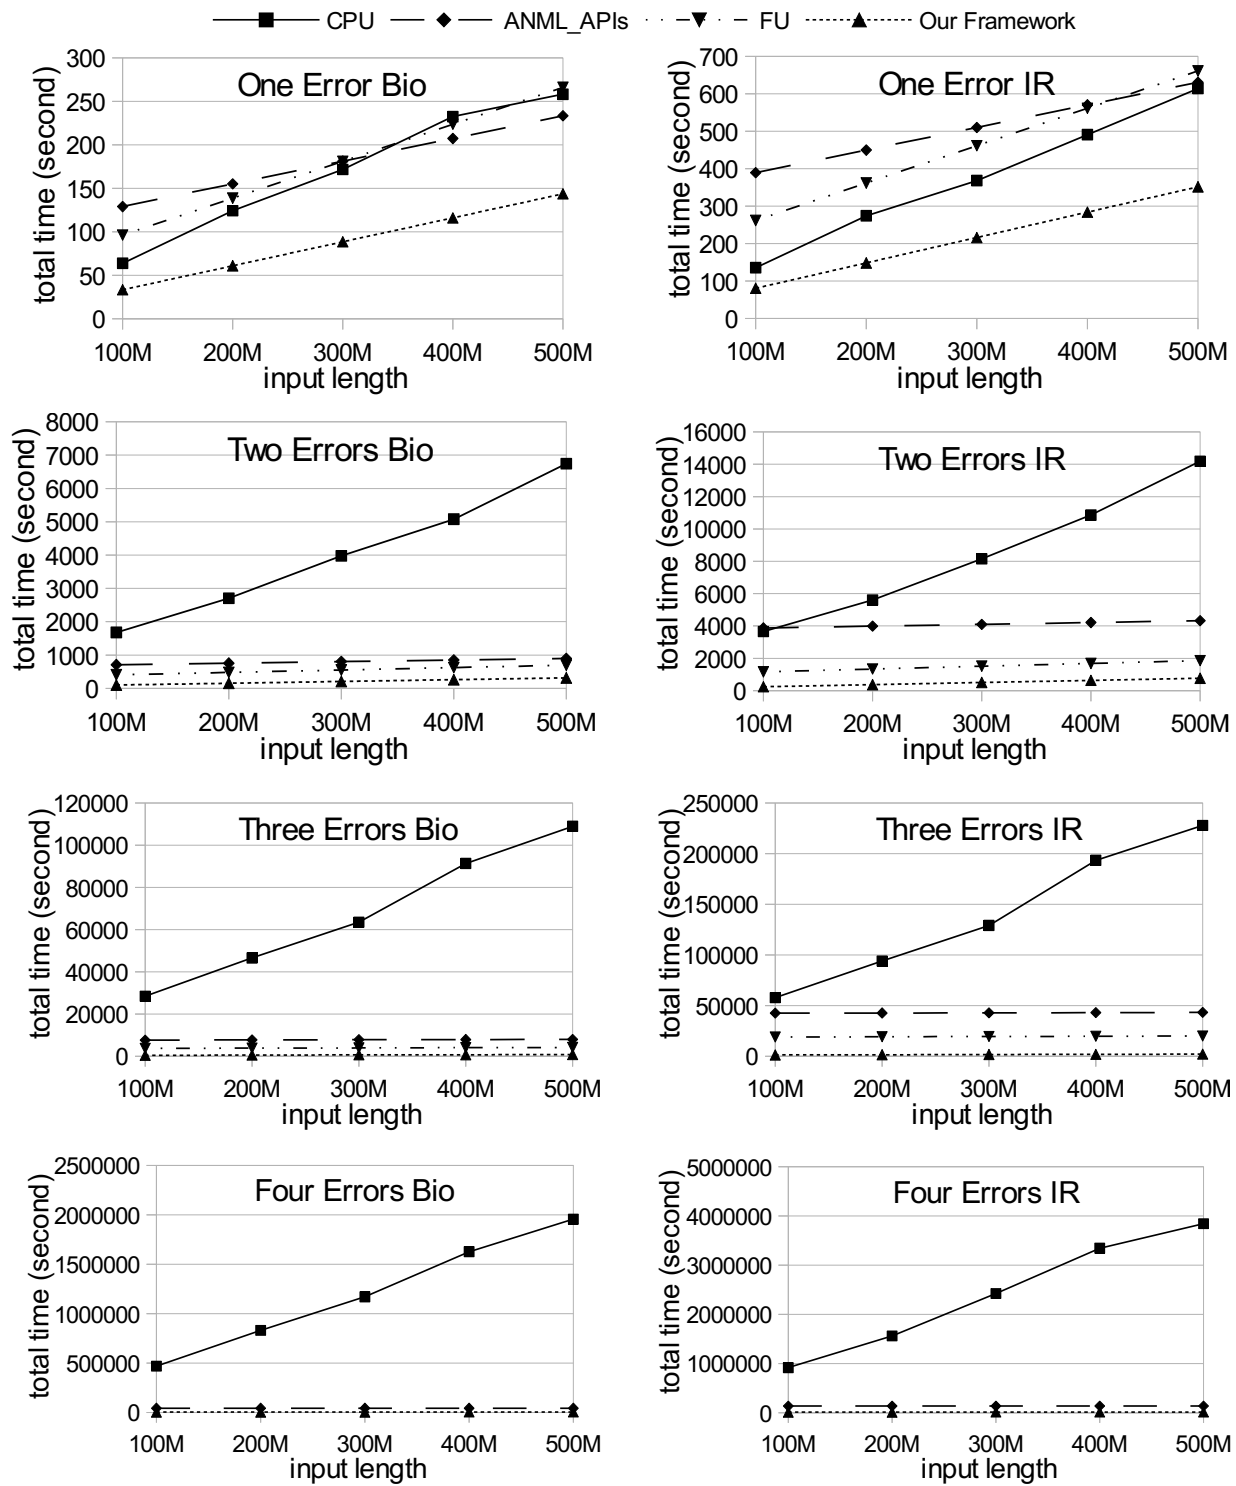 CPU ANML_APIs FU Our Framework
One Error Bio
total time (second)
300
250
200
150
100
50
0
100M 200M 300M 400M 500M
input length
One Error IR
total time (second)
700
600
500
400
300
200
100
0
100M 200M 300M 400M 500M
input length
Two Errors Bio
total time (second)
8000
7000
6000
5000
4000
3000
2000
1000
0
100M 200M 300M 400M 500M
input length
Two Errors IR
total time (second)
16000
14000
12000
10000
8000
6000
4000
2000
0
100M 200M 300M 400M 500M
input length
Three Errors Bio
total time (second)
120000
100000
80000
60000
40000
20000
0
100M 200M 300M 400M 500M
input length
Three Errors IR
total time (second)
250000
200000
150000
100000
50000
0
100M 200M 300M 400M 500M
input length
Four Errors Bio
total time (second)
2500000
2000000
1500000
1000000
500000
0
100M 200M 300M 400M 500M
input length
Four Errors IR
total time (second)
5000000
4000000
3000000
2000000
1000000
0
100M 200M 300M 400M 500M
input length